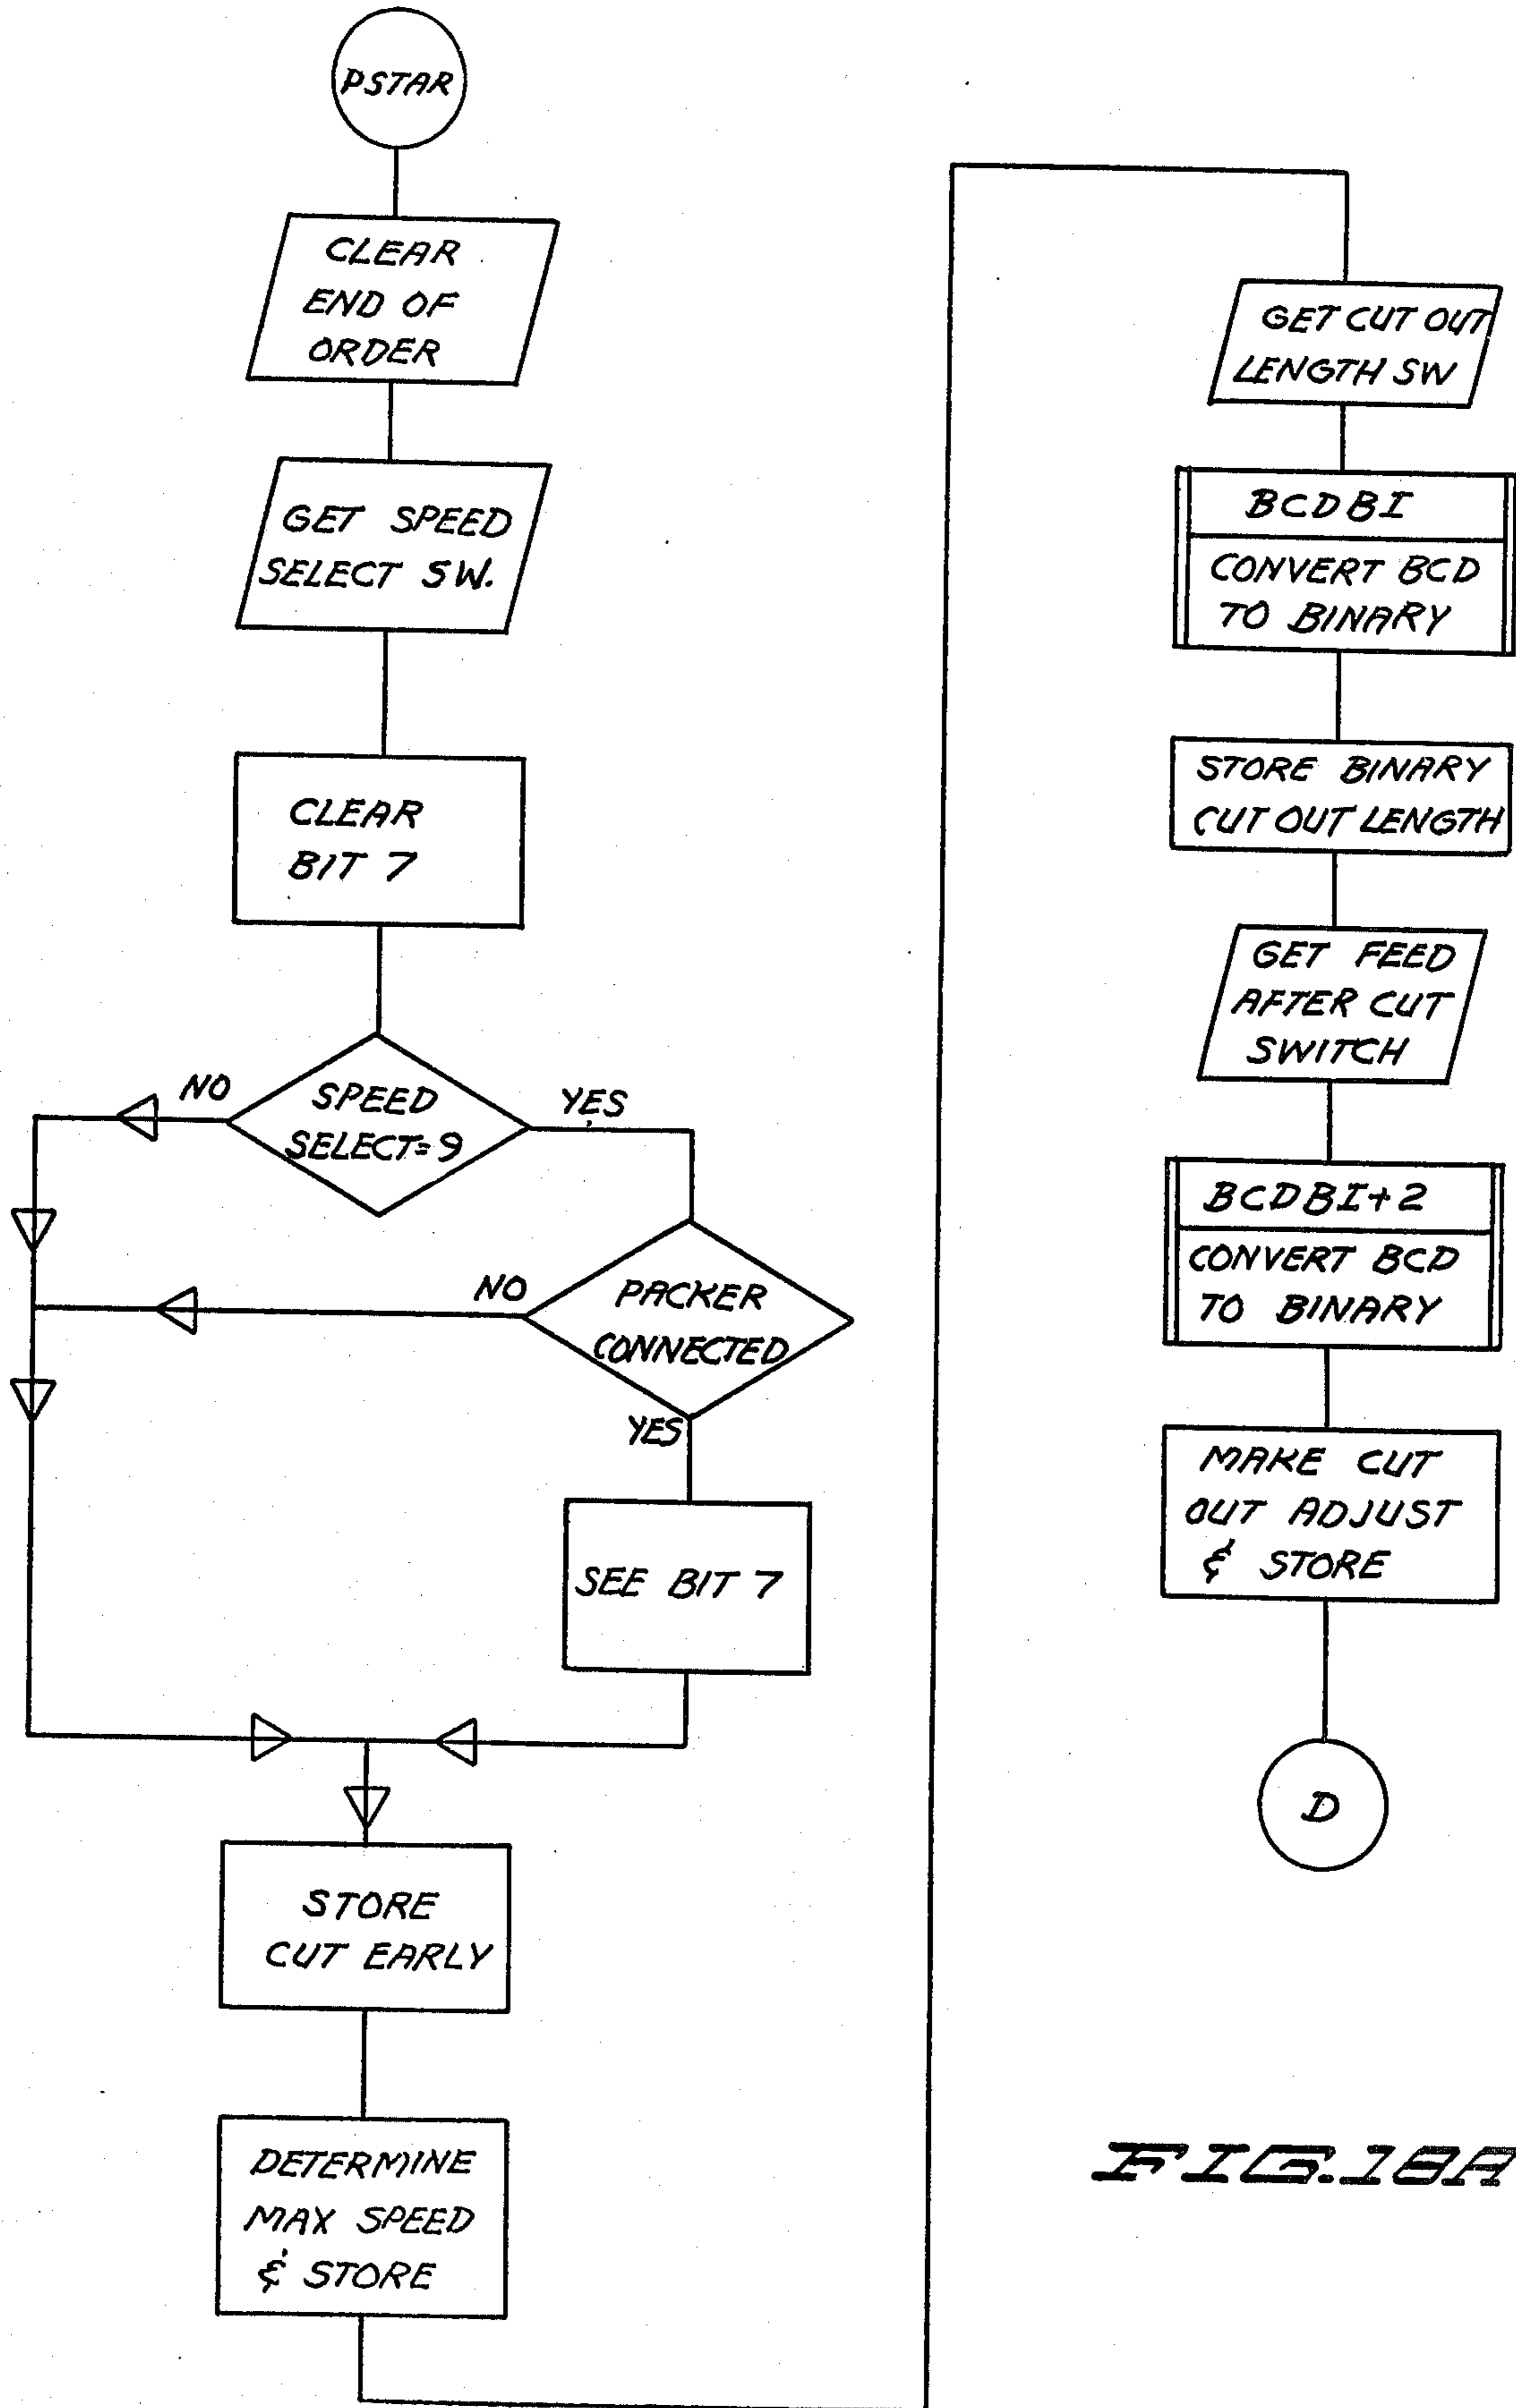 PSTAR
CLEAR
END OF
ORDER
GET SPEED
SELECT SW.
CLEAR
BIT 7
SPEED
SELECT=9
NO
YES
PACKER
CONNECTED
NO
YES
SEE BIT 7
STORE
CUT EARLY
DETERMINE
MAX SPEED
& STORE
GET CUT OUT
LENGTH SW
BCDBI
CONVERT BCD
TO BINARY
STORE BINARY
CUT OUT LENGTH
GET FEED
AFTER CUT
SWITCH
BCDBI+2
CONVERT BCD
TO BINARY
MAKE CUT
OUT ADJUST
& STORE
D
FIG.18A